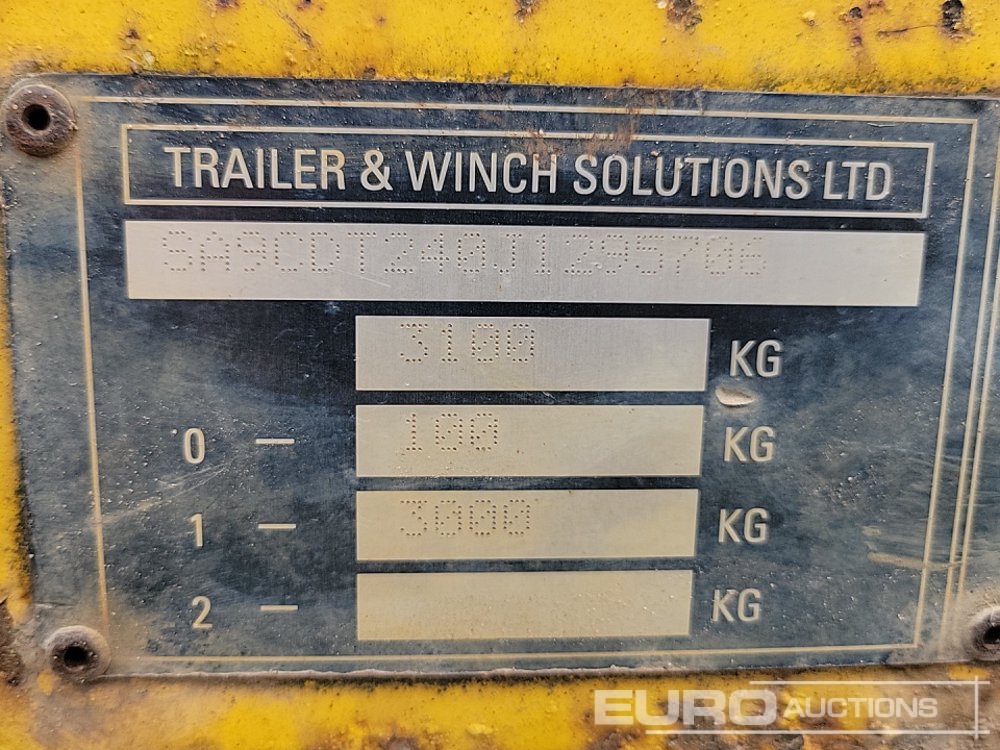 TRAILER & WINCH SOLUTIONS LTD
SA9CDT240J1295706
3100 KG
0 — 100 KG
1 — 3000 KG
2 — KG
EURO AUCTIONS